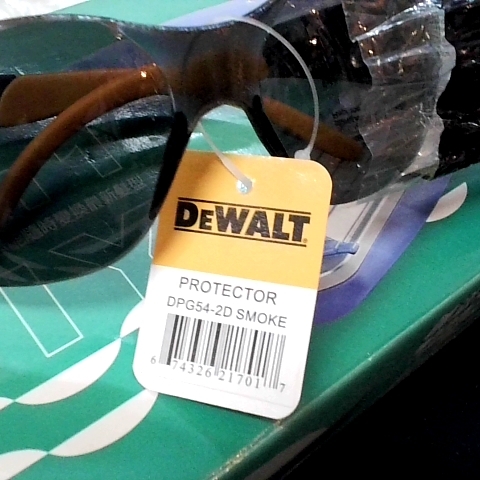 DEWALT
PROTECTOR
DPG54-2D SMOKE
6 74326 21701 7